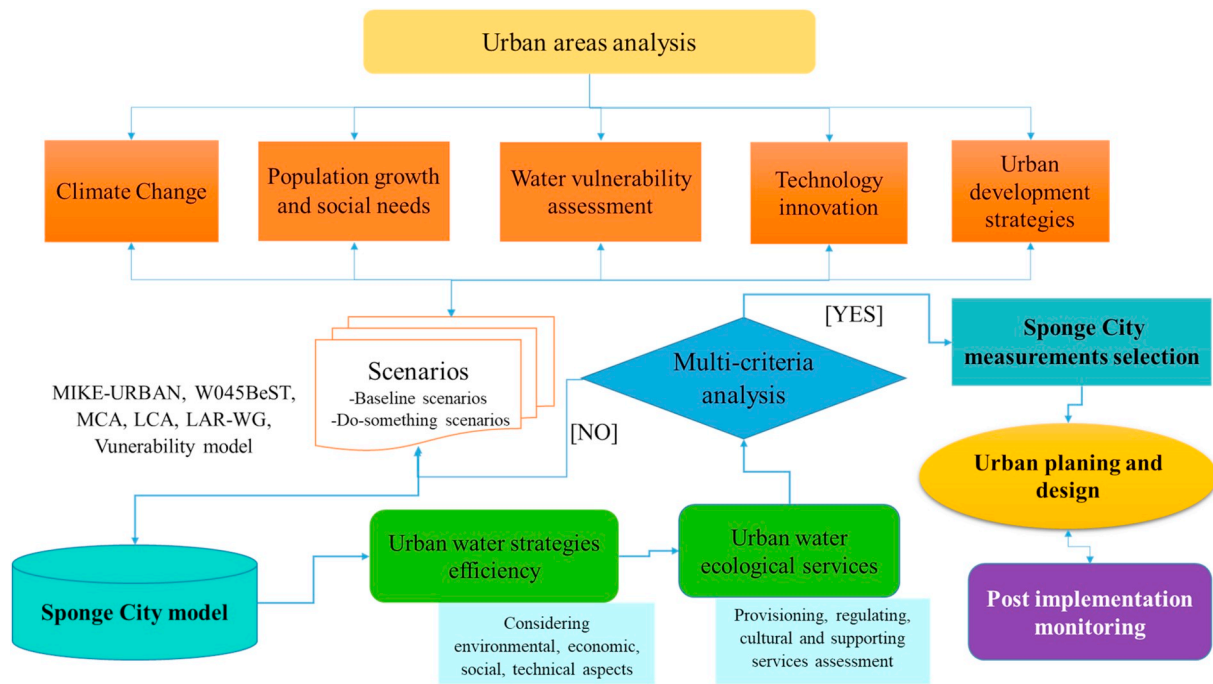 Urban areas analysis
Climate Change
Population growth
and social needs
Water vulnerability
assessment
Technology
innovation
Urban
development
strategies
Scenarios
-Baseline scenarios
-Do-something scenarios
MIKE-URBAN, W045BeST,
MCA, LCA, LAR-WG,
Vunerability model
[NO]
Multi-criteria
analysis
[YES]
Sponge City
measurements selection
Urban planing and
design
Post implementation
monitoring
Sponge City model
Urban water strategies
efficiency
Considering
environmental, economic,
social, technical aspects
Urban water
ecological services
Provisioning, regulating,
cultural and supporting
services assessment